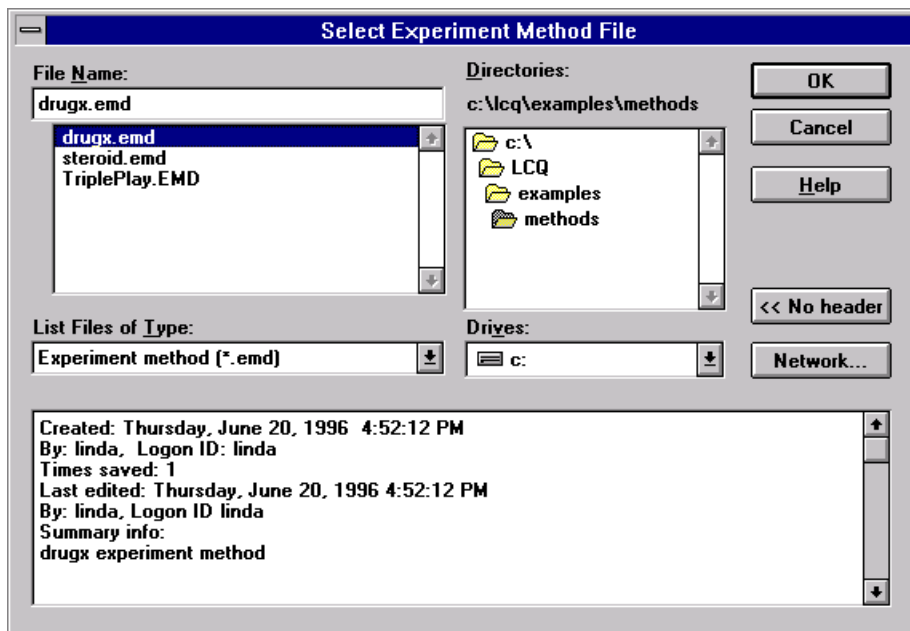 Select Experiment Method File
File Name:
drugx.emd
drugx.emd
steroid.emd
TriplePlay.EMD
List Files of Type:
Experiment method (*.emd)
Directories:
c:\lcq\examples\methods
c:\
LCQ
examples
methods
Drives:
c:
OK
Cancel
Help
<< No header
Network...
Created: Thursday, June 20, 1996 4:52:12 PM
By: linda, Logon ID: linda
Times saved: 1
Last edited: Thursday, June 20, 1996 4:52:12 PM
By: linda, Logon ID linda
Summary info:
drugx experiment method